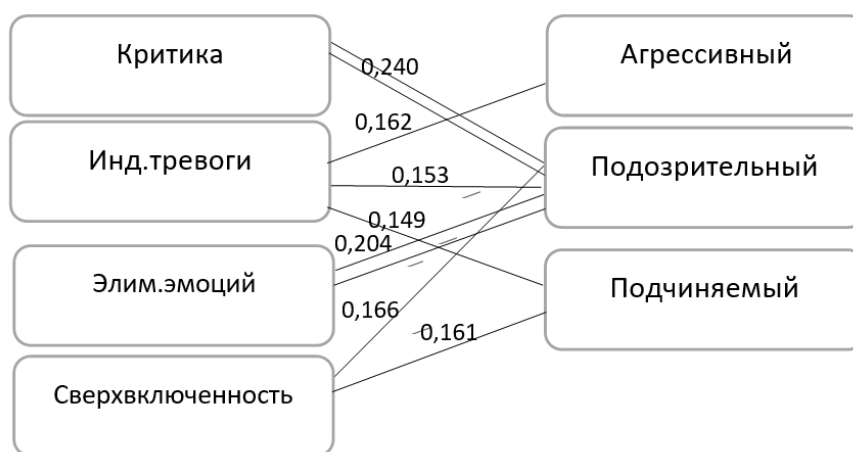 Критика
Инд.тревоги
Элим.эмоций
Сверхвключенность
0,240
0,162
0,153
0,149
0,204
0,166
0,161
Агрессивный
Подозрительный
Подчиняемый